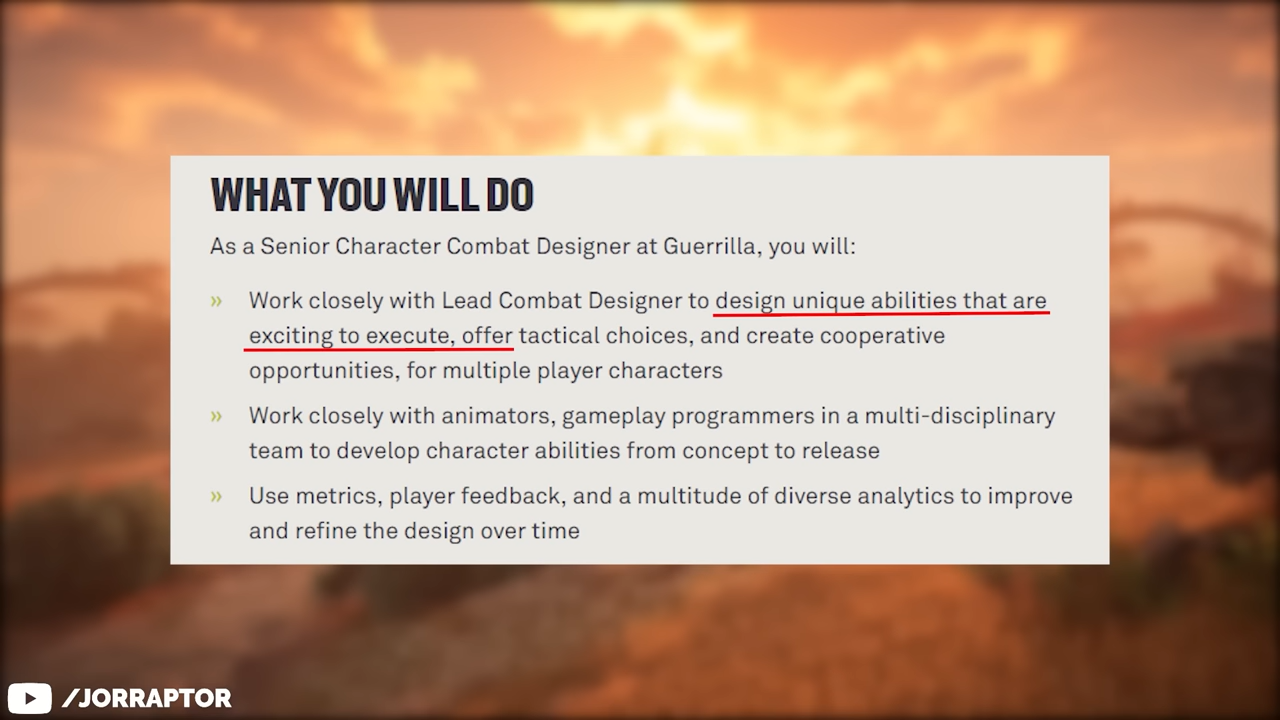 WHAT YOU WILL DO
As a Senior Character Combat Designer at Guerrilla, you will:
» Work closely with Lead Combat Designer to design unique abilities that are
exciting to execute, offer tactical choices, and create cooperative
opportunities, for multiple player characters
» Work closely with animators, gameplay programmers in a multi-disciplinary
team to develop character abilities from concept to release
» Use metrics, player feedback, and a multitude of diverse analytics to improve
and refine the design over time
/JORRAPTOR